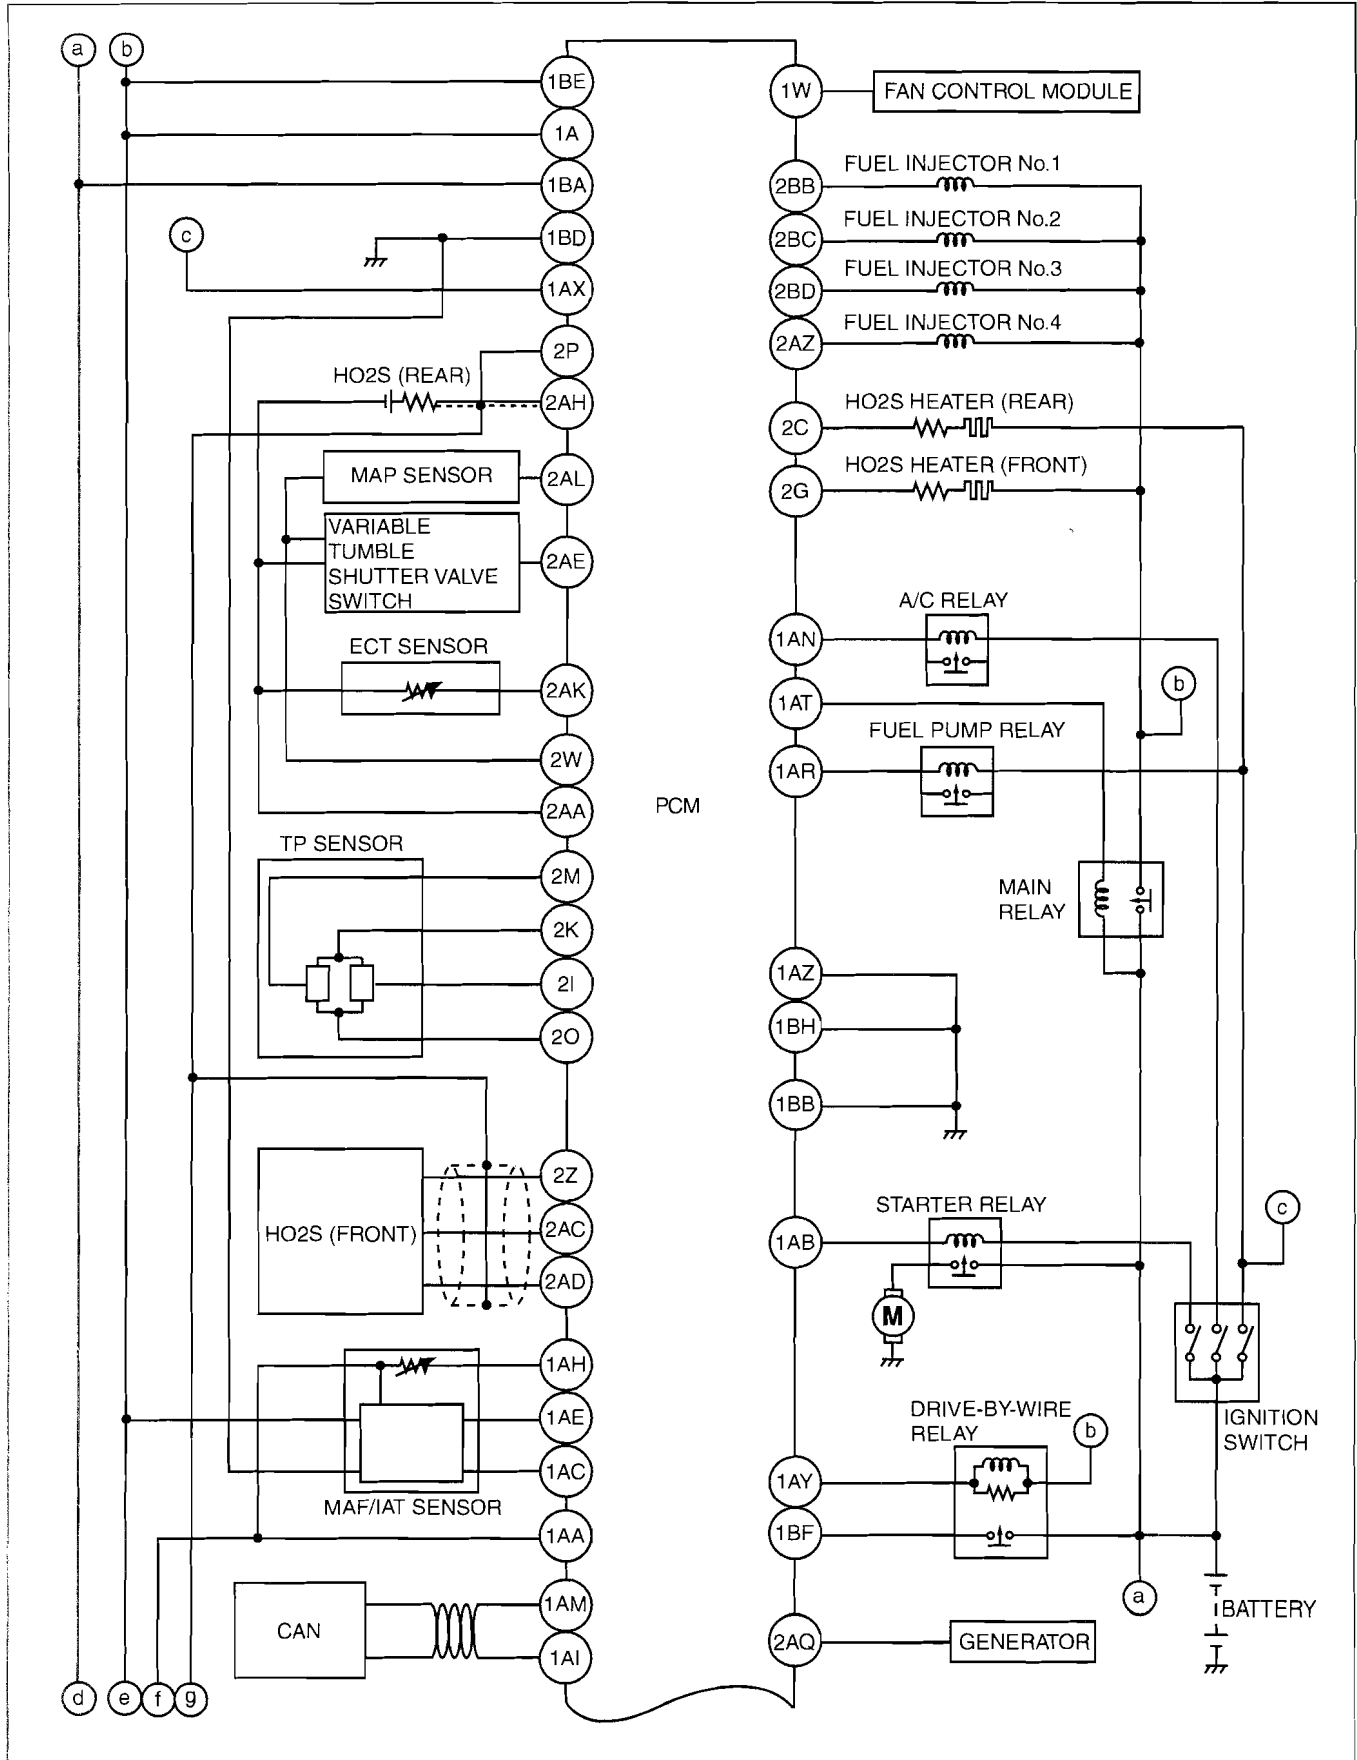 a
b
1BE
1A
1BA
c
1BD
1AX
2P
HO2S (REAR)
2AH
MAP SENSOR
2AL
VARIABLE
TUMBLE
SHUTTER VALVE
SWITCH
2AE
ECT SENSOR
2AK
2W
2AA
TP SENSOR
2M
2K
2I
2O
2Z
HO2S (FRONT)
2AC
2AD
1AH
1AE
1AC
MAF/IAT SENSOR
1AA
CAN
1AM
1AI
d
e
f
g
PCM
1W
FAN CONTROL MODULE
FUEL INJECTOR No.1
2BB
FUEL INJECTOR No.2
2BC
FUEL INJECTOR No.3
2BD
FUEL INJECTOR No.4
2AZ
HO2S HEATER (REAR)
2C
HO2S HEATER (FRONT)
2G
A/C RELAY
1AN
b
1AT
FUEL PUMP RELAY
1AR
MAIN
RELAY
1AZ
1BH
1BB
STARTER RELAY
c
1AB
M
IGNITION
SWITCH
DRIVE-BY-WIRE
RELAY
b
1AY
1BF
a
BATTERY
2AQ
GENERATOR